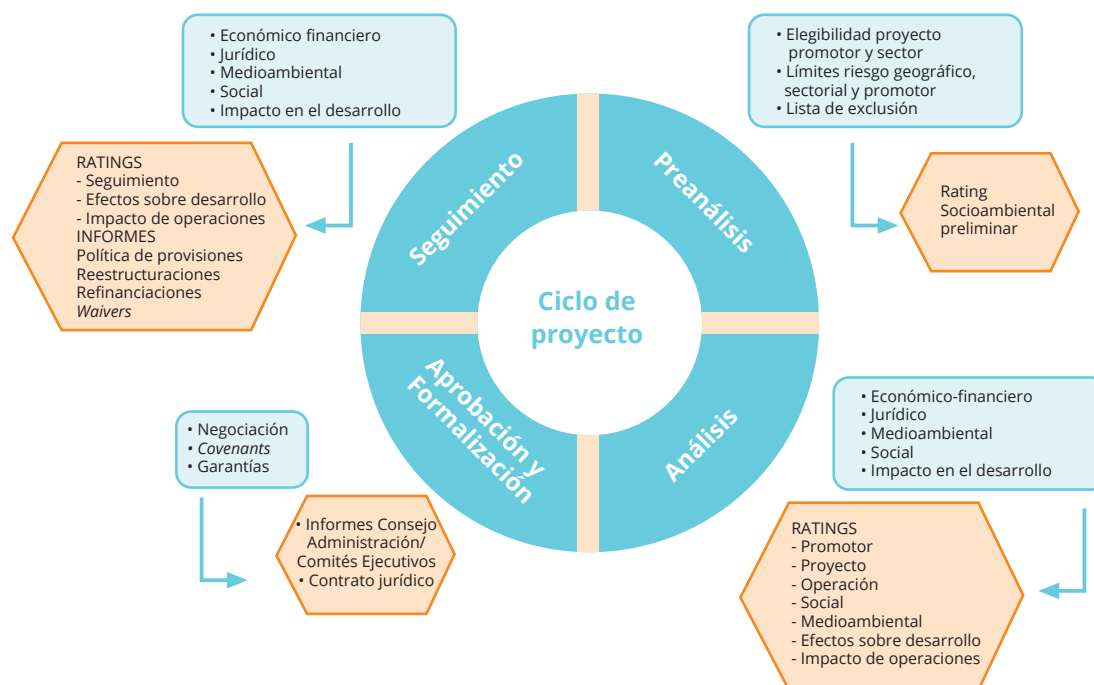 • Económico financiero
• Jurídico
• Medioambiental
• Social
• Impacto en el desarrollo
RATINGS
- Seguimiento
- Efectos sobre desarrollo
- Impacto de operaciones
INFORMES
Política de provisiones
Reestructuraciones
Refinanciaciones
Waivers
• Elegibilidad proyecto
promotor y sector
• Límites riesgo geográfico,
sectorial y promotor
• Lista de exclusión
Rating
Socioambiental
preliminar
Seguimiento
Preanálisis
Ciclo de
proyecto
Aprobación y
Formalización
Análisis
• Negociación
• Covenants
• Garantías
• Informes Consejo
Administración/
Comités Ejecutivos
• Contrato jurídico
• Económico-financiero
• Jurídico
• Medioambiental
• Social
• Impacto en el desarrollo
RATINGS
- Promotor
- Proyecto
- Operación
- Social
- Medioambiental
- Efectos sobre desarrollo
- Impacto de operaciones